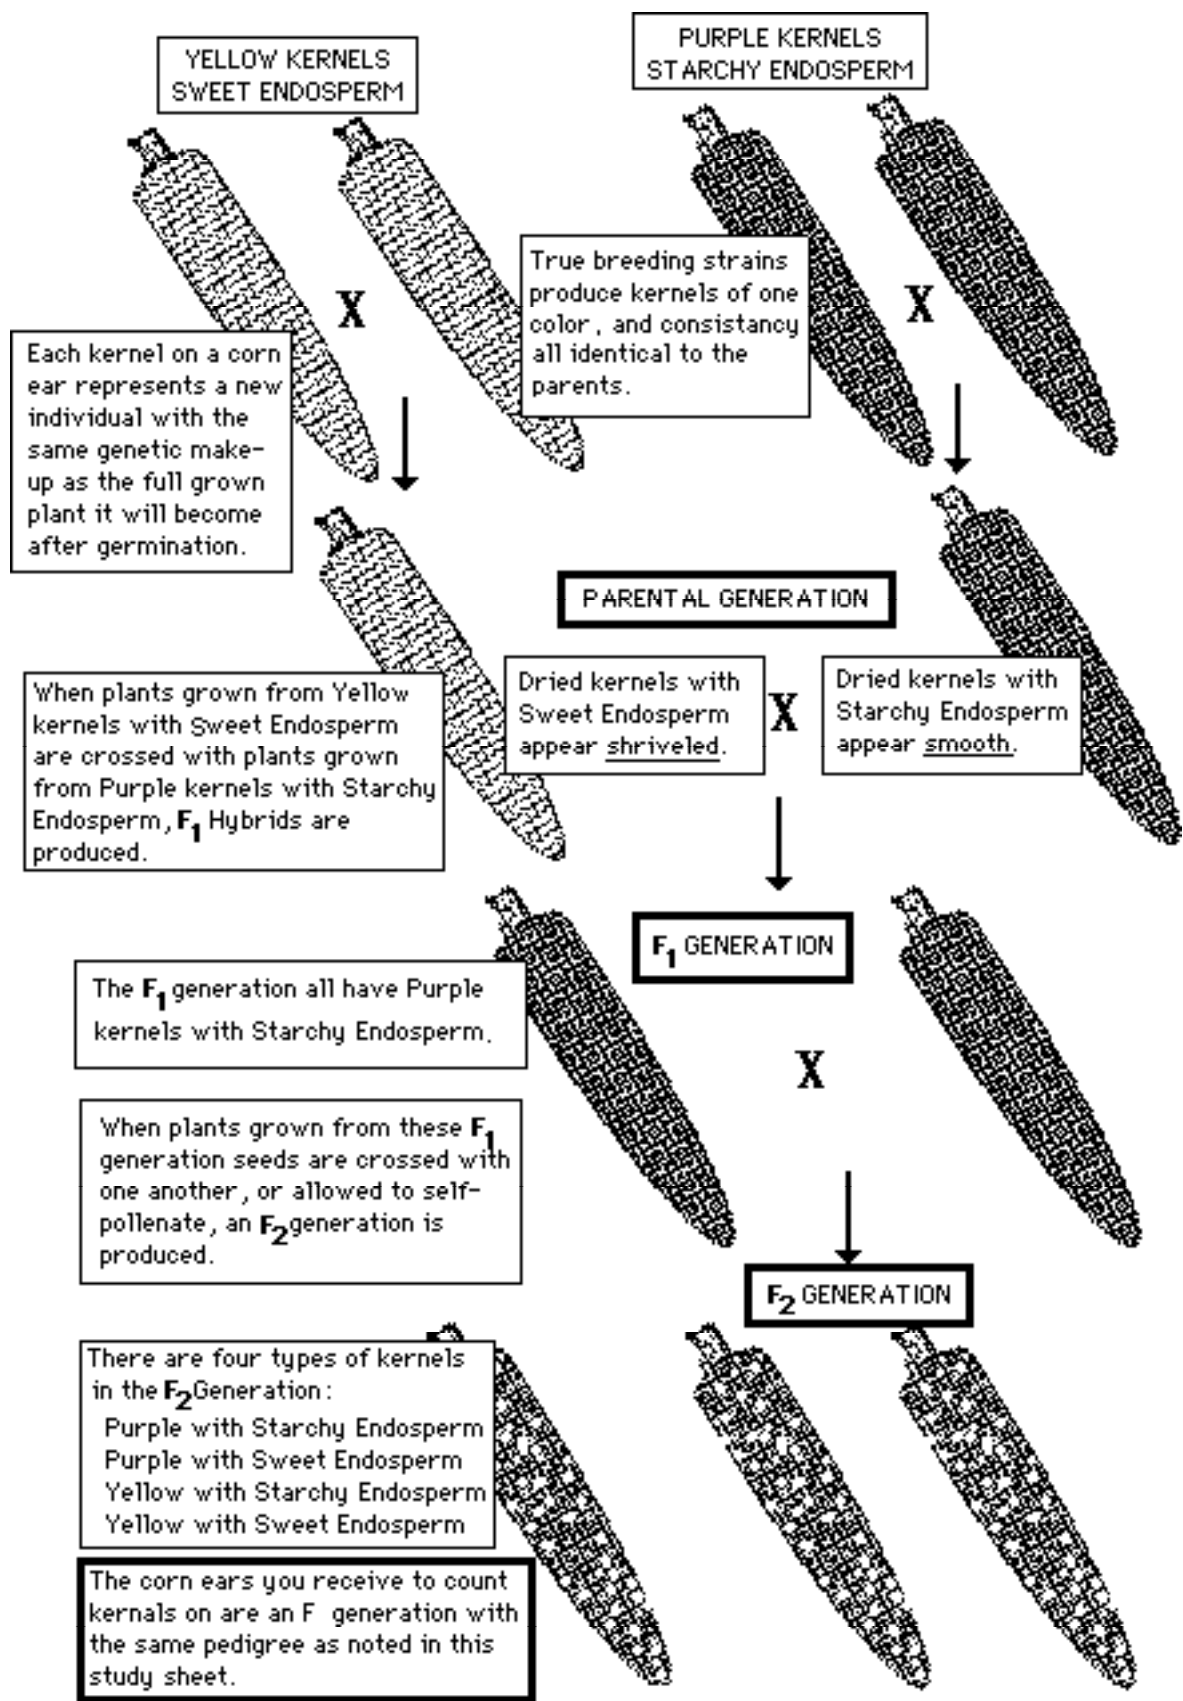 YELLOW KERNELS
SWEET ENDOSPERM
PURPLE KERNELS
STARCHY ENDOSPERM
True breeding strains
produce kernels of one
color, and consistancy
all identical to the
parents.
X
X
Each kernel on a corn
ear represents a new
individual with the
same genetic make-
up as the full grown
plant it will become
after germination.
PARENTAL GENERATION
When plants grown from Yellow
kernels with Sweet Endosperm
are crossed with plants grown
from Purple kernels with Starchy
Endosperm, F1 Hybrids are
produced.
Dried kernels with
Sweet Endosperm
appear shriveled.
X
Dried kernels with
Starchy Endosperm
appear smooth.
F1 GENERATION
The F1 generation all have Purple
kernels with Starchy Endosperm.
X
When plants grown from these F1
generation seeds are crossed with
one another, or allowed to self-
pollenate, an F2 generation is
produced.
F2 GENERATION
There are four types of kernels
in the F2 Generation:
Purple with Starchy Endosperm
Purple with Sweet Endosperm
Yellow with Starchy Endosperm
Yellow with Sweet Endosperm
The corn ears you receive to count
kernals on are an F generation with
the same pedigree as noted in this
study sheet.